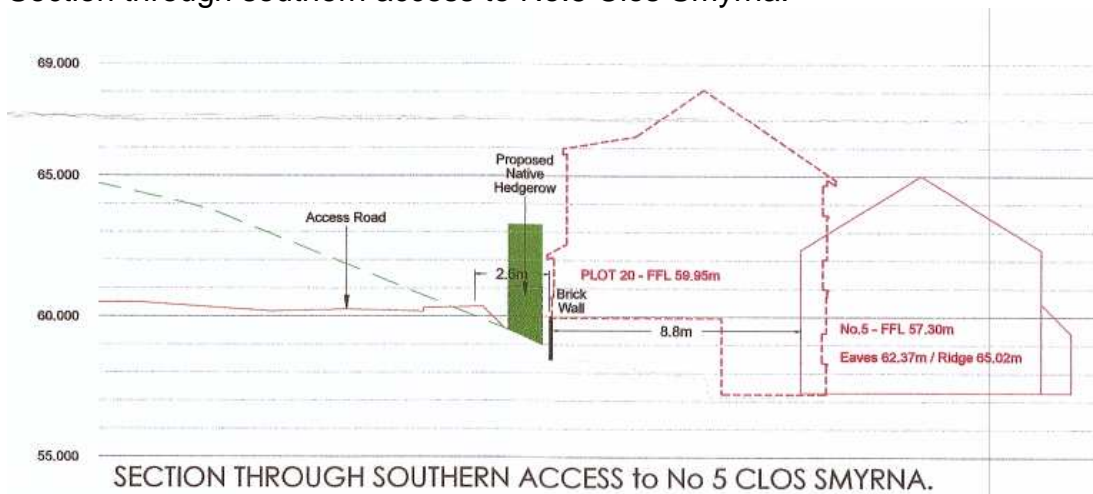 Section through southern access to No.5 Clos Smyrna.
69.000
65.000
Proposed
Native
Hedgerow
Access Road
2.5m
PLOT 20 - FFL 59.95m
Brick
Wall
60.000
8.8m
No.5 - FFL 57.30m
Eaves 62.37m / Ridge 65.02m
55.000
SECTION THROUGH SOUTHERN ACCESS to No 5 CLOS SMYRNA.